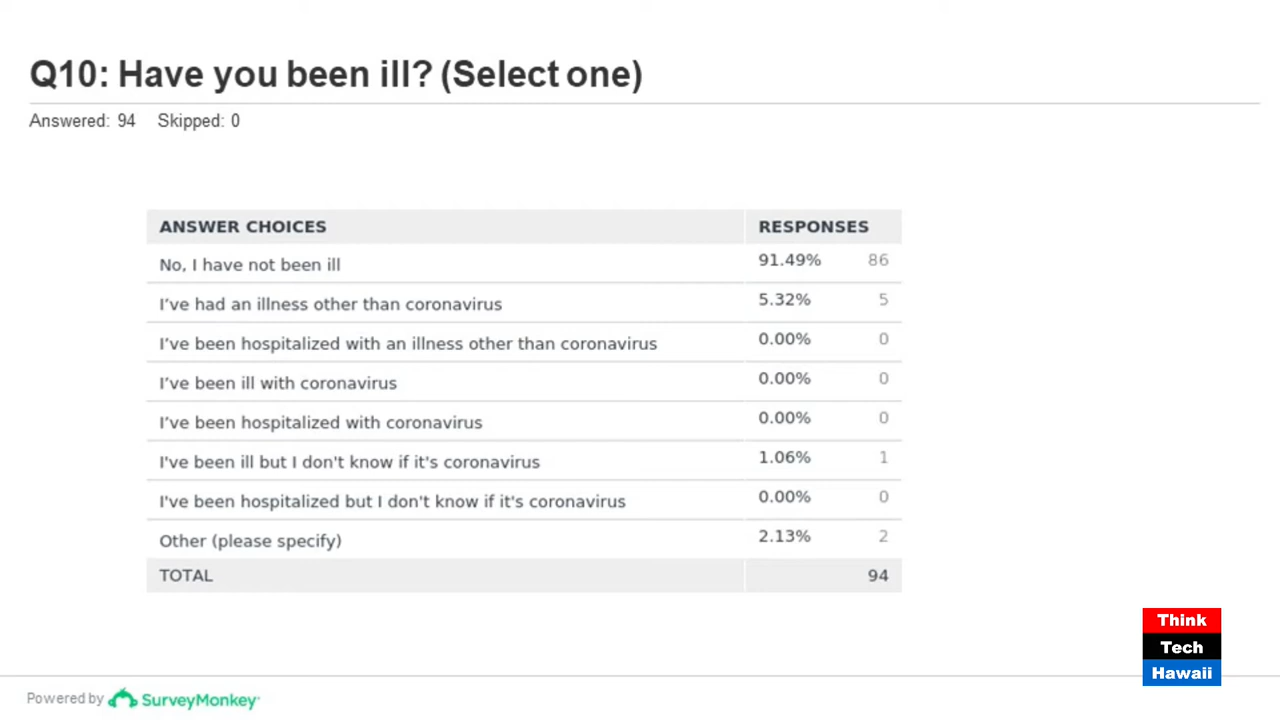 Q10: Have you been ill? (Select one)
Answered: 94 Skipped: 0
ANSWER CHOICES RESPONSES
No, I have not been ill 91.49% 86
I’ve had an illness other than coronavirus 5.32% 5
I’ve been hospitalized with an illness other than coronavirus 0.00% 0
I’ve been ill with coronavirus 0.00% 0
I’ve been hospitalized with coronavirus 0.00% 0
I've been ill but I don't know if it's coronavirus 1.06% 1
I've been hospitalized but I don't know if it's coronavirus 0.00% 0
Other (please specify) 2.13% 2
TOTAL 94
Think
Tech
Hawaii
Powered by SurveyMonkey